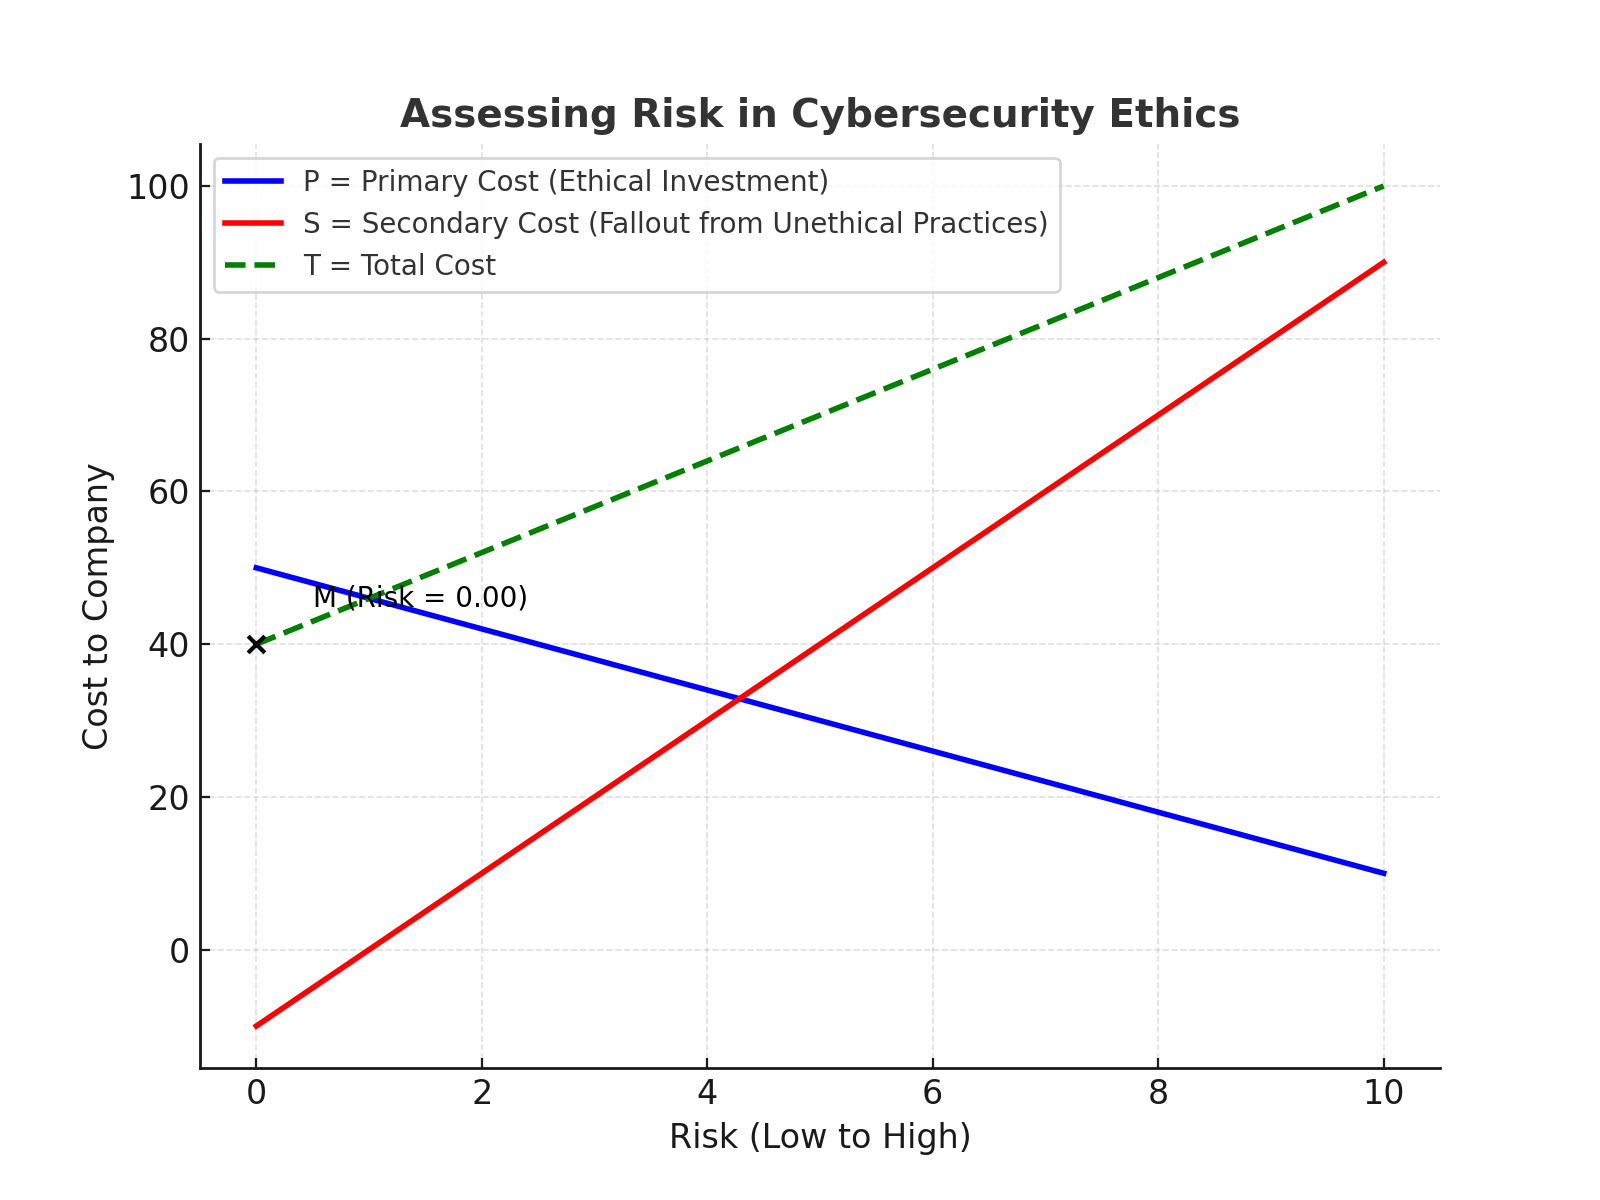 Assessing Risk in Cybersecurity Ethics
P = Primary Cost (Ethical Investment)
S = Secondary Cost (Fallout from Unethical Practices)
T = Total Cost
100
80
60
40
20
0
Cost to Company
M (Risk = 0.00)
0 2 4 6 8 10
Risk (Low to High)